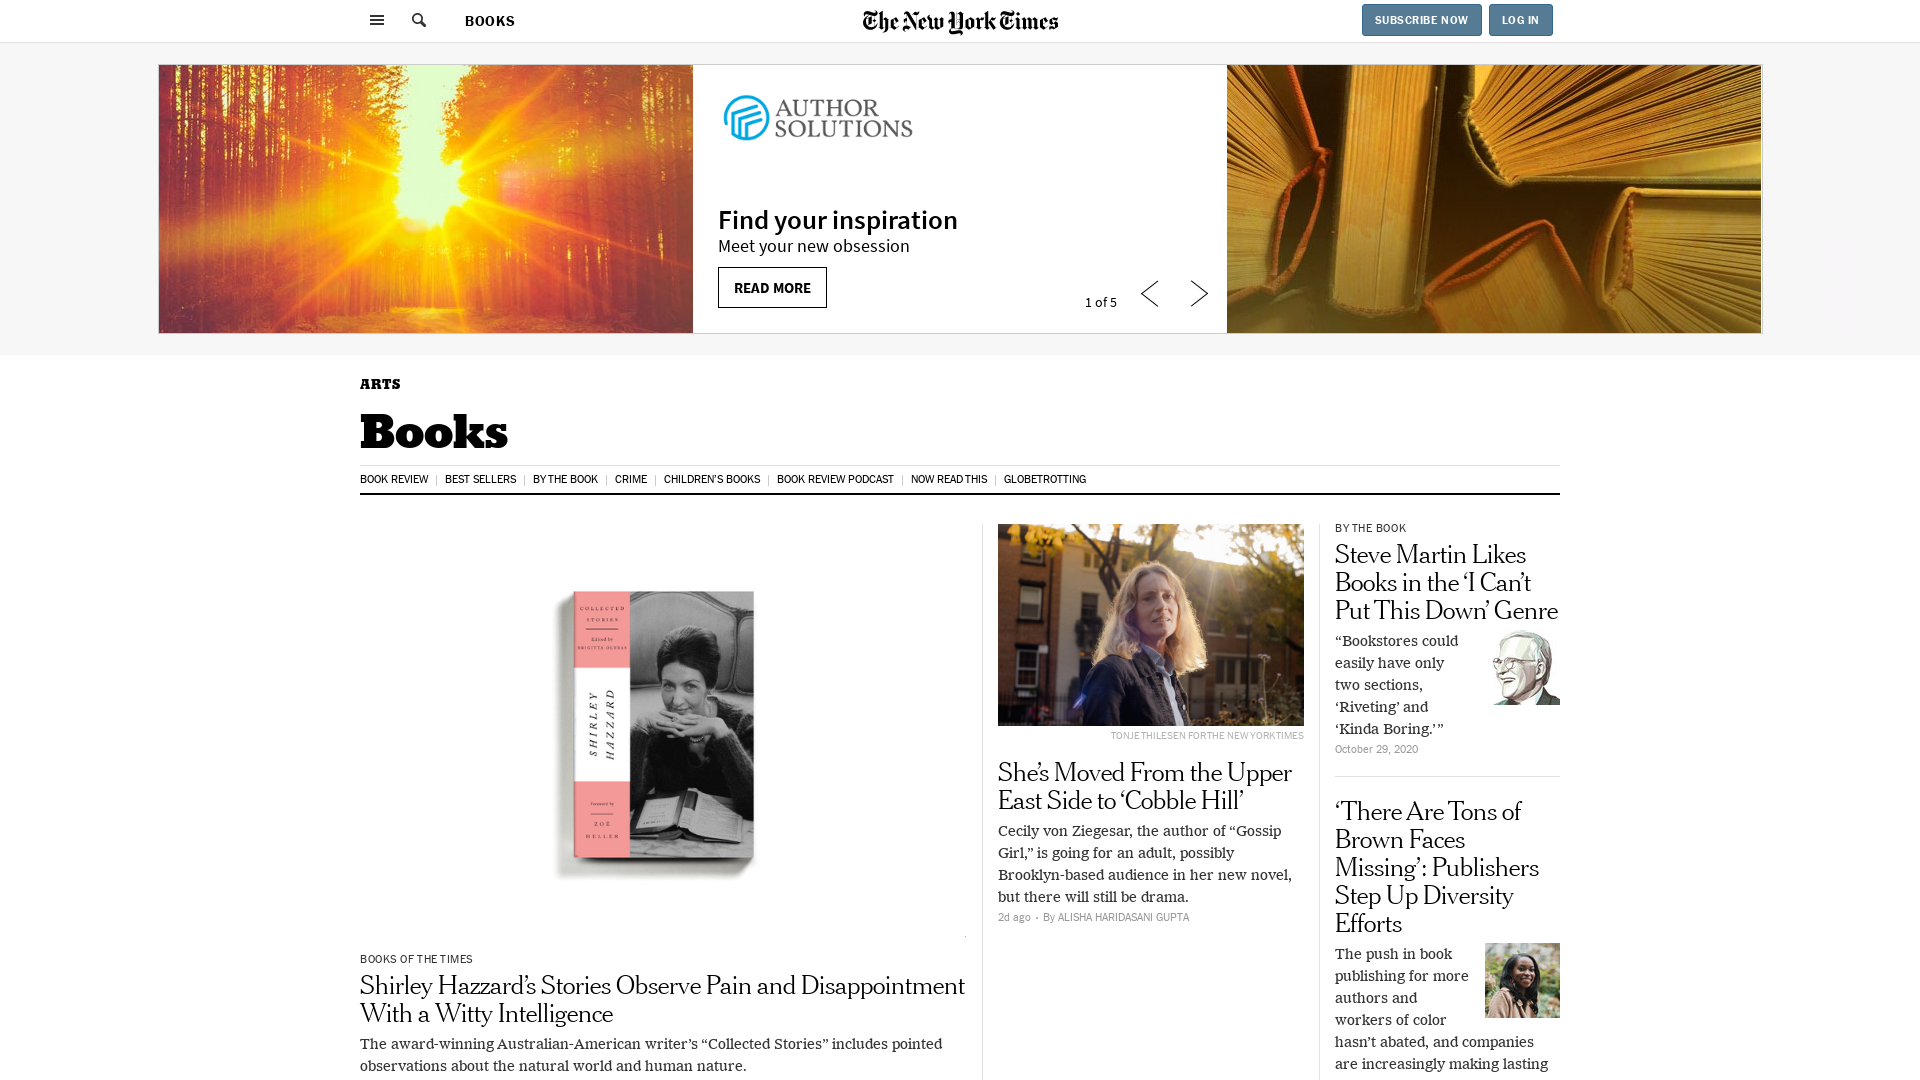 BOOKS
The New York Times
SUBSCRIBE NOW
LOG IN
AUTHOR
SOLUTIONS
Find your inspiration
Meet your new obsession
READ MORE
1 of 5
ARTS
Books
BOOK REVIEW
BEST SELLERS
BY THE BOOK
CRIME
CHILDREN'S BOOKS
BOOK REVIEW PODCAST
NOW READ THIS
GLOBETROTTING
COLLECTED
STORIES
Edited by
SHIRLEY
HAZZARD
Foreword by
ZOË
HELLER
BOOKS OF THE TIMES
Shirley Hazzard’s Stories Observe Pain and Disappointment
With a Witty Intelligence
The award-winning Australian-American writer’s “Collected Stories” includes pointed
observations about the natural world and human nature.
TONJE THILESEN FOR THE NEW YORK TIMES
She’s Moved From the Upper
East Side to ‘Cobble Hill’
Cecily von Ziegesar, the author of “Gossip
Girl,” is going for an adult, possibly
Brooklyn-based audience in her new novel,
but there will still be drama.
2d ago • By ALISHA HARIDASANI GUPTA
BY THE BOOK
Steve Martin Likes
Books in the ‘I Can’t
Put This Down’ Genre
“Bookstores could
easily have only
two sections,
‘Riveting’ and
‘Kinda Boring.’ ”
October 29, 2020
‘There Are Tons of
Brown Faces
Missing’: Publishers
Step Up Diversity
Efforts
The push in book
publishing for more
authors and
workers of color
hasn’t abated, and companies
are increasingly making lasting